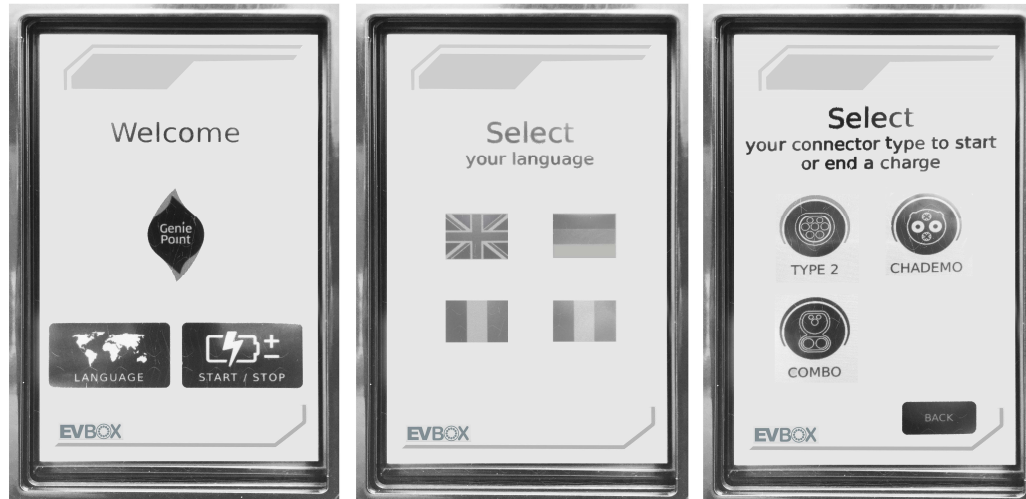 Welcome
Genie
Point
LANGUAGE
START / STOP
EVBOX
Select
your language
EVBOX
Select
your connector type to start
or end a charge
TYPE 2
CHADEMO
COMBO
BACK
EVBOX